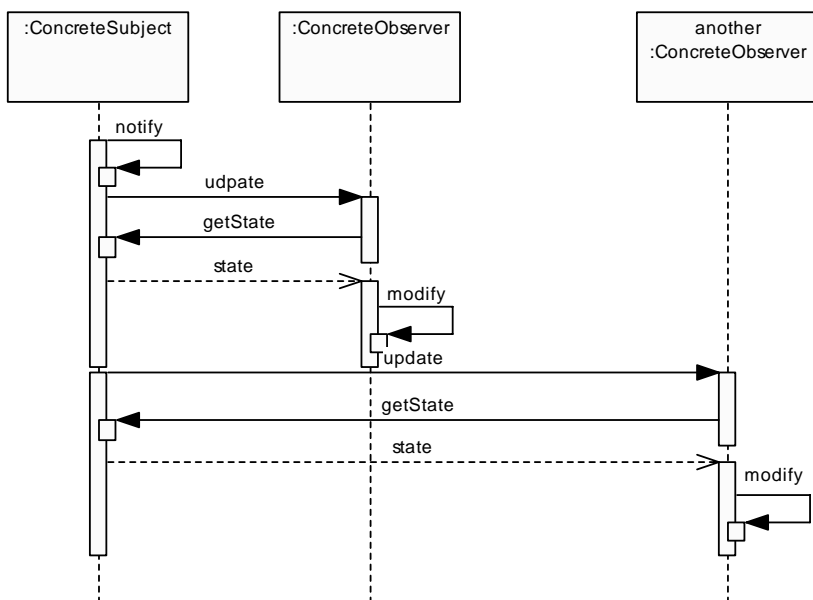 :ConcreteSubject
:ConcreteObserver
another
:ConcreteObserver
notify
udpate
getState
state
modify
update
getState
state
modify